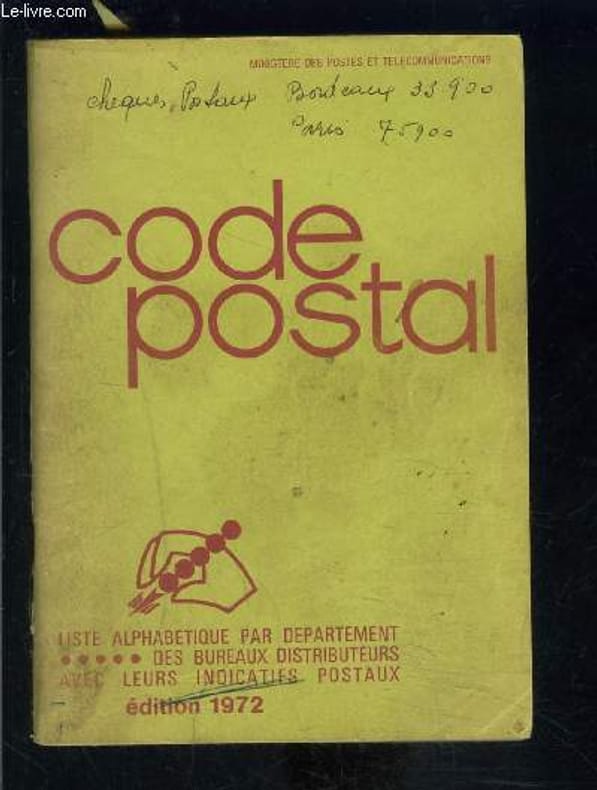 Le-livre.com
MINISTERE DES POSTES ET TELECOMMUNICATIONS
cheques Postaux Bordeaux 33 900
Paris 75900
code
postal
LISTE ALPHABETIQUE PAR DEPARTEMENT
••••• DES BUREAUX DISTRIBUTEURS
AVEC LEURS INDICATIFS POSTAUX
édition 1972